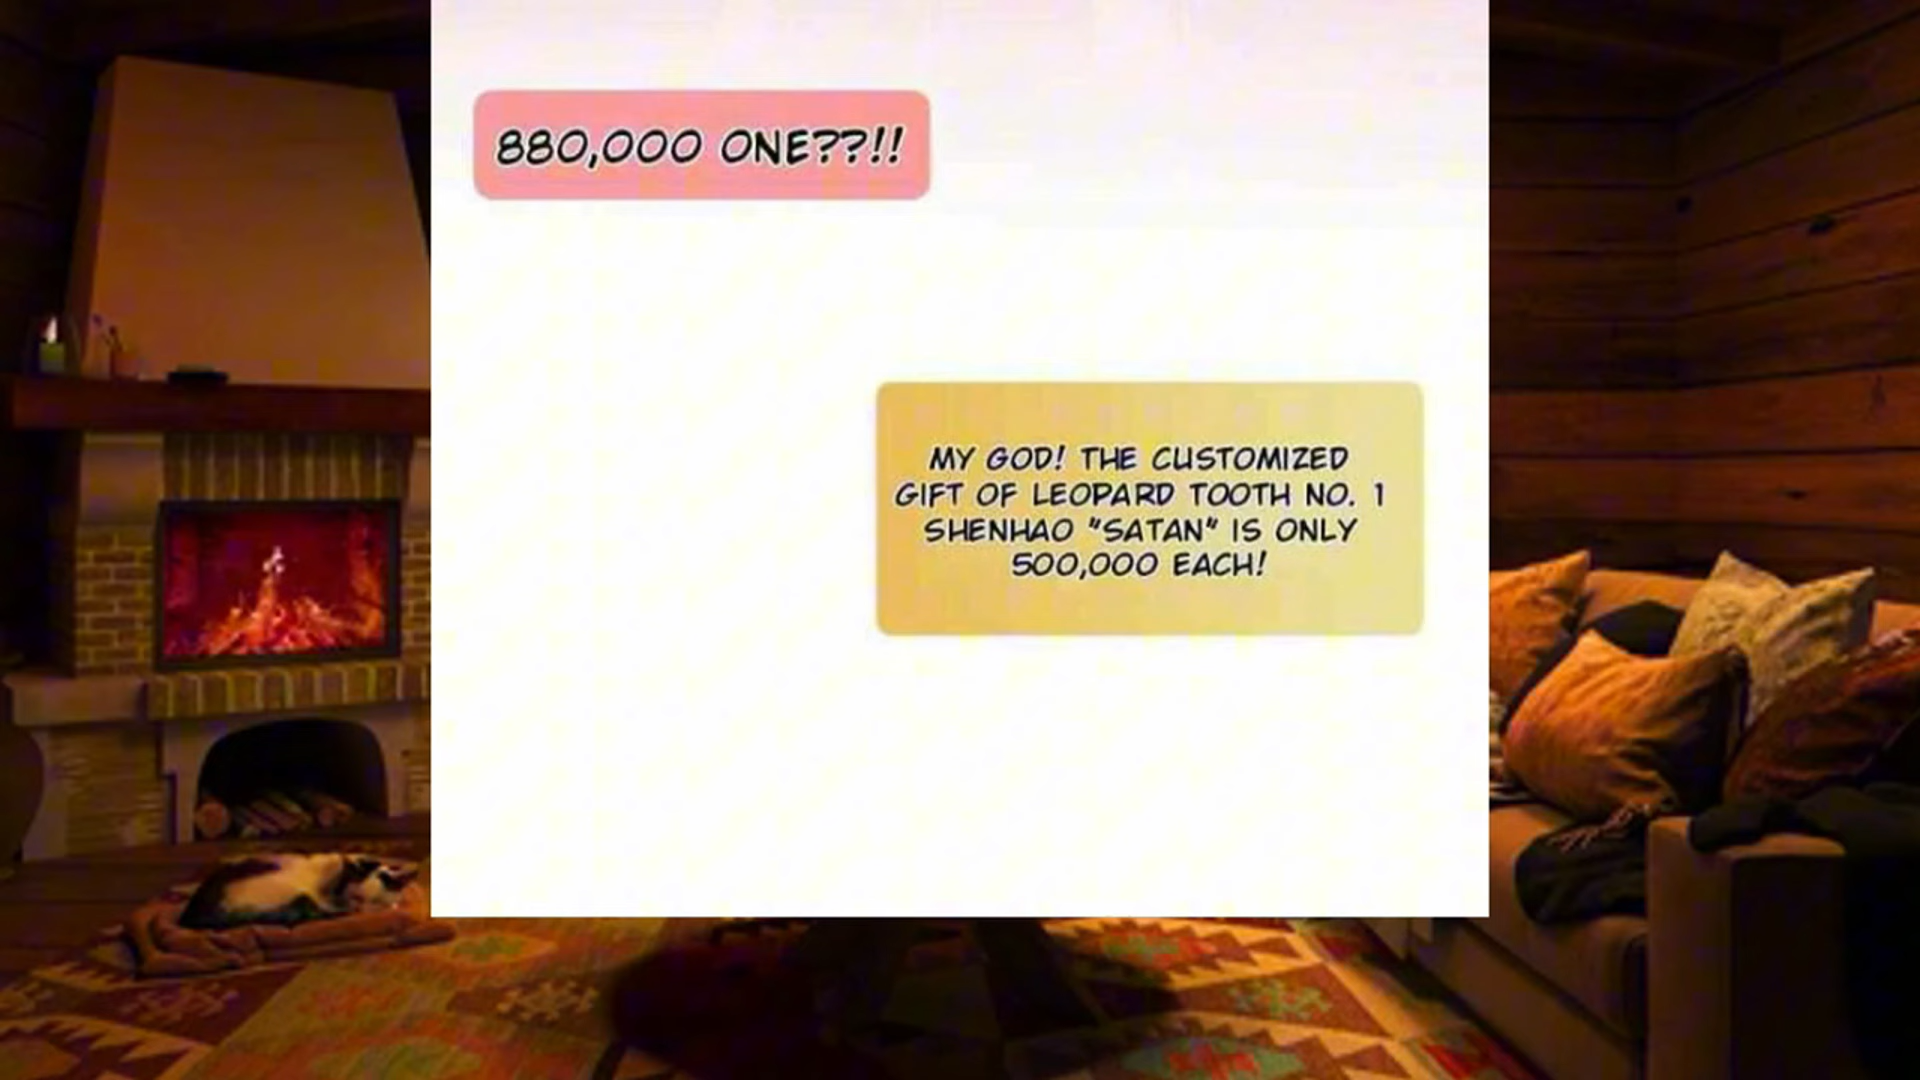 880,000 ONE??!!
MY GOD! THE CUSTOMIZED
GIFT OF LEOPARD TOOTH NO. 1
SHENHAO "SATAN" IS ONLY
500,000 EACH!